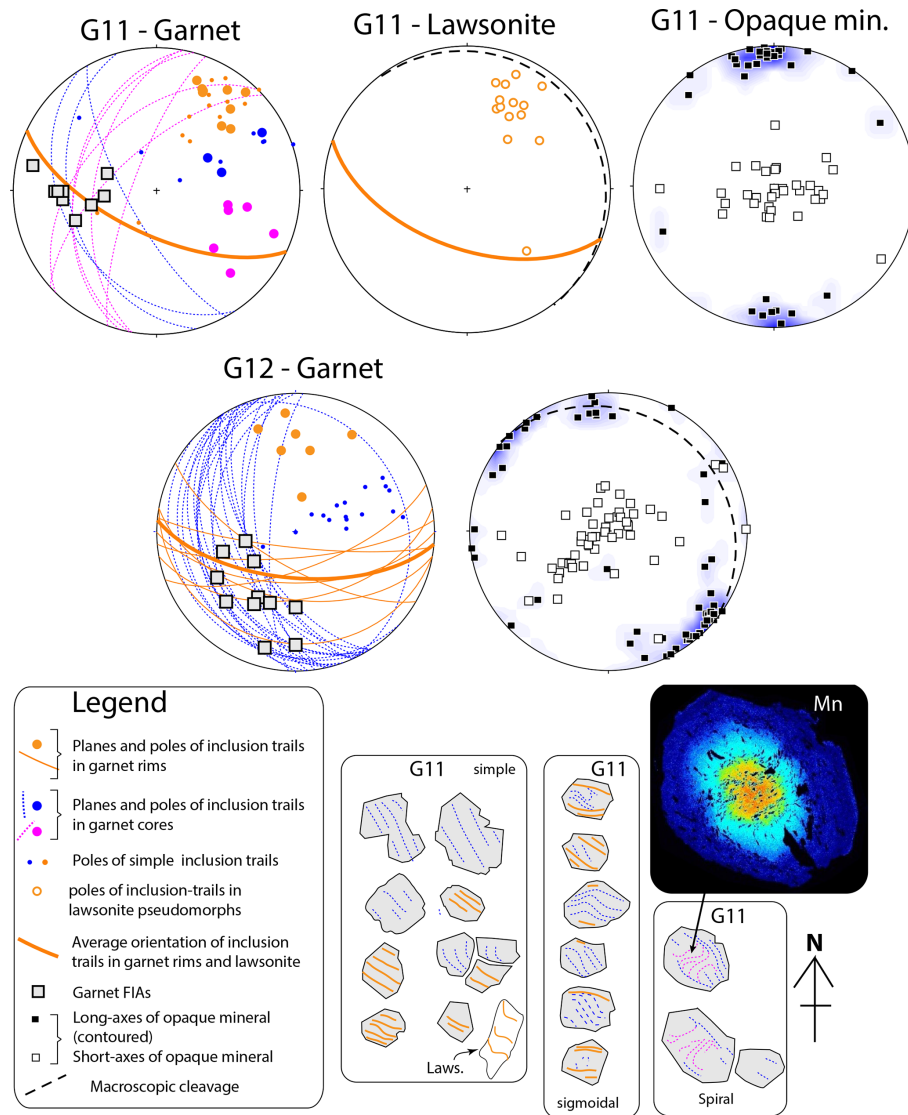 G11 - Garnet
G11 - Lawsonite
G11 - Opaque min.
G12 - Garnet
Legend
Planes and poles of inclusion trails
in garnet rims
Planes and poles of inclusion trails
in garnet cores
Poles of simple inclusion trails
poles of inclusion-trails in
lawsonite pseudomorphs
Average orientation of inclusion
trails in garnet rims and lawsonite
Garnet FIAs
Long-axes of opaque mineral
(contoured)
Short-axes of opaque mineral
Macroscopic cleavage
G11
simple
Laws.
G11
sigmoidal
Mn
G11
Spiral
N